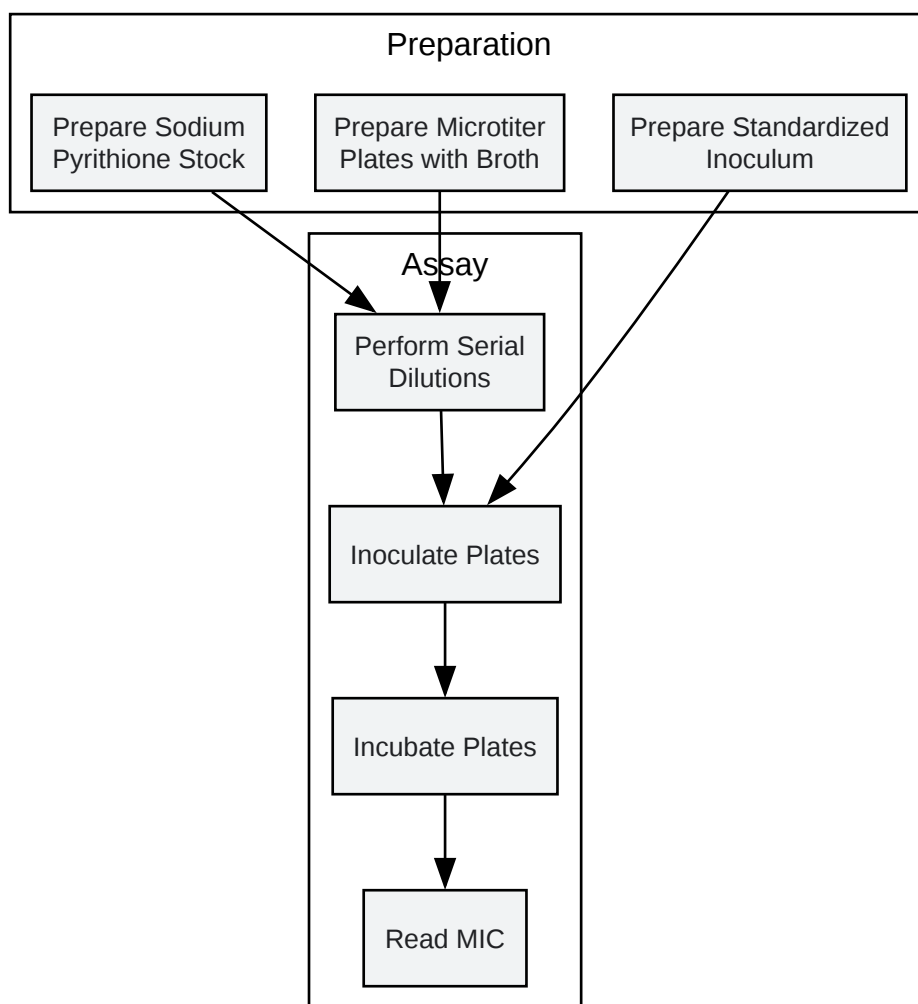 Preparation
Prepare Sodium
Pyrithione Stock
Prepare Microtiter
Plates with Broth
Prepare Standardized
Inoculum
Assay
Perform Serial
Dilutions
Inoculate Plates
Incubate Plates
Read MIC